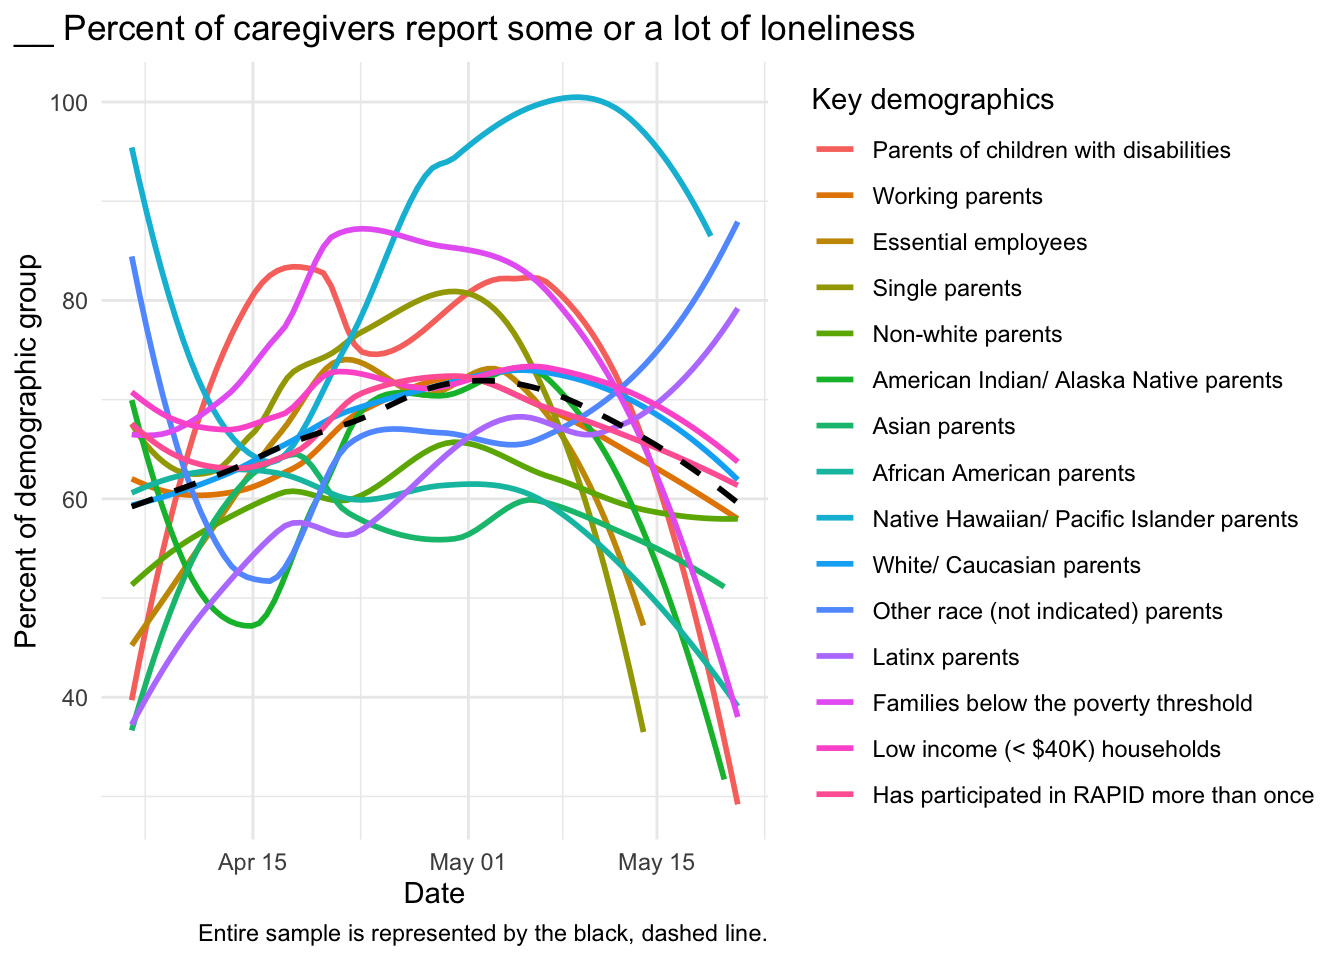 __ Percent of caregivers report some or a lot of loneliness
100
80
60
40
Percent of demographic group
Apr 15
May 01
May 15
Date
Key demographics
Parents of children with disabilities
Working parents
Essential employees
Single parents
Non-white parents
American Indian/ Alaska Native parents
Asian parents
African American parents
Native Hawaiian/ Pacific Islander parents
White/ Caucasian parents
Other race (not indicated) parents
Latinx parents
Families below the poverty threshold
Low income (< $40K) households
Has participated in RAPID more than once
Entire sample is represented by the black, dashed line.